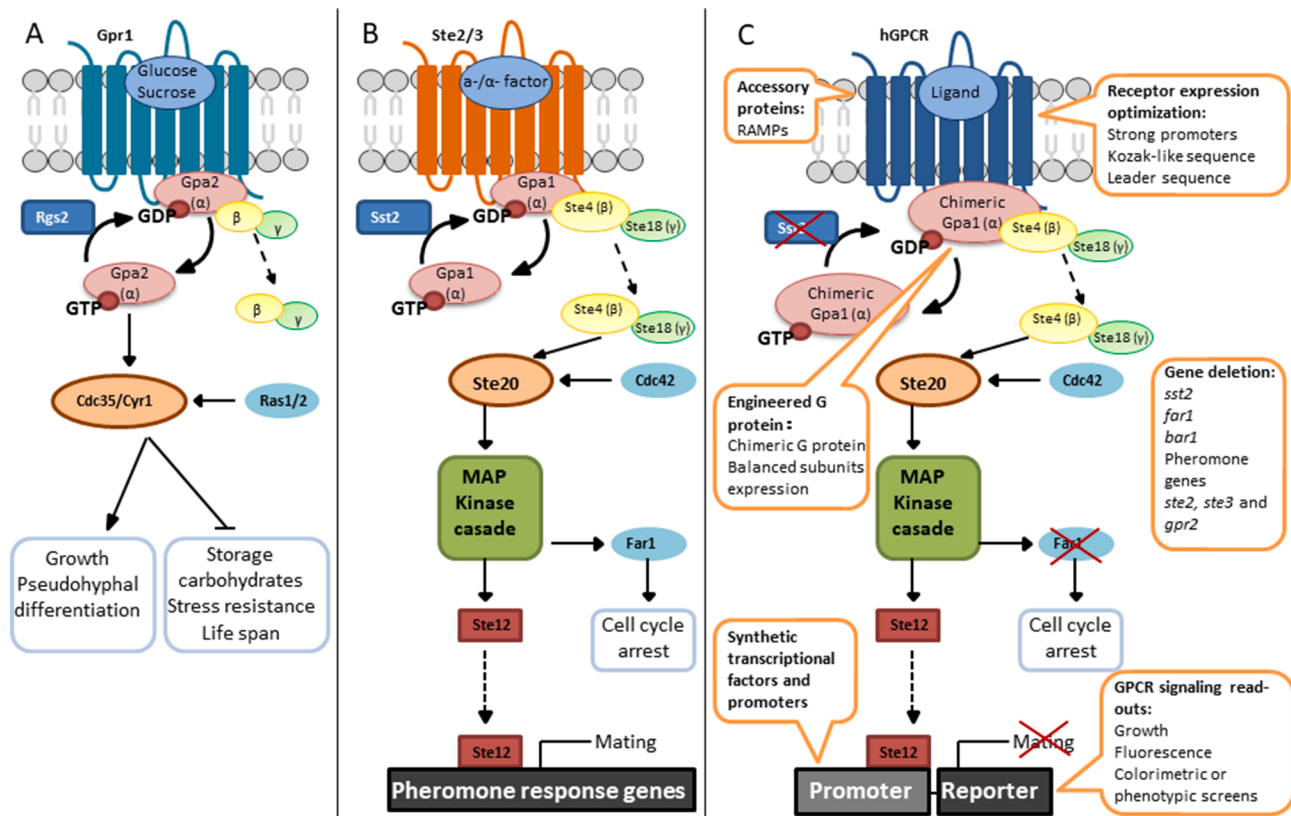 A
Gpr1
Glucose
Sucrose
Gpa2
(α)
Rgs2
GDP
β
γ
Gpa2
(α)
GTP
β
γ
Cdc35/Cyr1
Ras1/2
Growth
Pseudohyphal
differentiation
Storage
carbohydrates
Stress resistance
Life span
B
Ste2/3
a-/α- factor
Gpa1
(α)
Sst2
GDP
Ste4 (β)
Ste18 (γ)
Gpa1
(α)
GTP
Ste4 (β)
Ste18 (γ)
Ste20
Cdc42
MAP
Kinase
casade
Far1
Ste12
Cell cycle
arrest
Ste12
Mating
Pheromone response genes
C
hGPCR
Accessory
proteins:
RAMPs
Ligand
Receptor expression
optimization:
Strong promoters
Kozak-like sequence
Leader sequence
Chimeric
Gpa1 (α)
Sst2
GDP
Ste4 (β)
Ste18 (γ)
Chimeric
Gpa1 (α)
GTP
Ste4 (β)
Ste18 (γ)
Ste20
Cdc42
Engineered G
protein :
Chimeric G protein
Balanced subunits
expression
Gene deletion:
sst2
far1
bar1
Pheromone
genes
ste2, ste3 and
gpr2
MAP
Kinase
casade
Far1
Ste12
Cell cycle
arrest
Synthetic
transcriptional
factors and
promoters
GPCR signaling read-
outs:
Growth
Fluorescence
Colorimetric or
phenotypic screens
Ste12
Mating
Promoter
Reporter